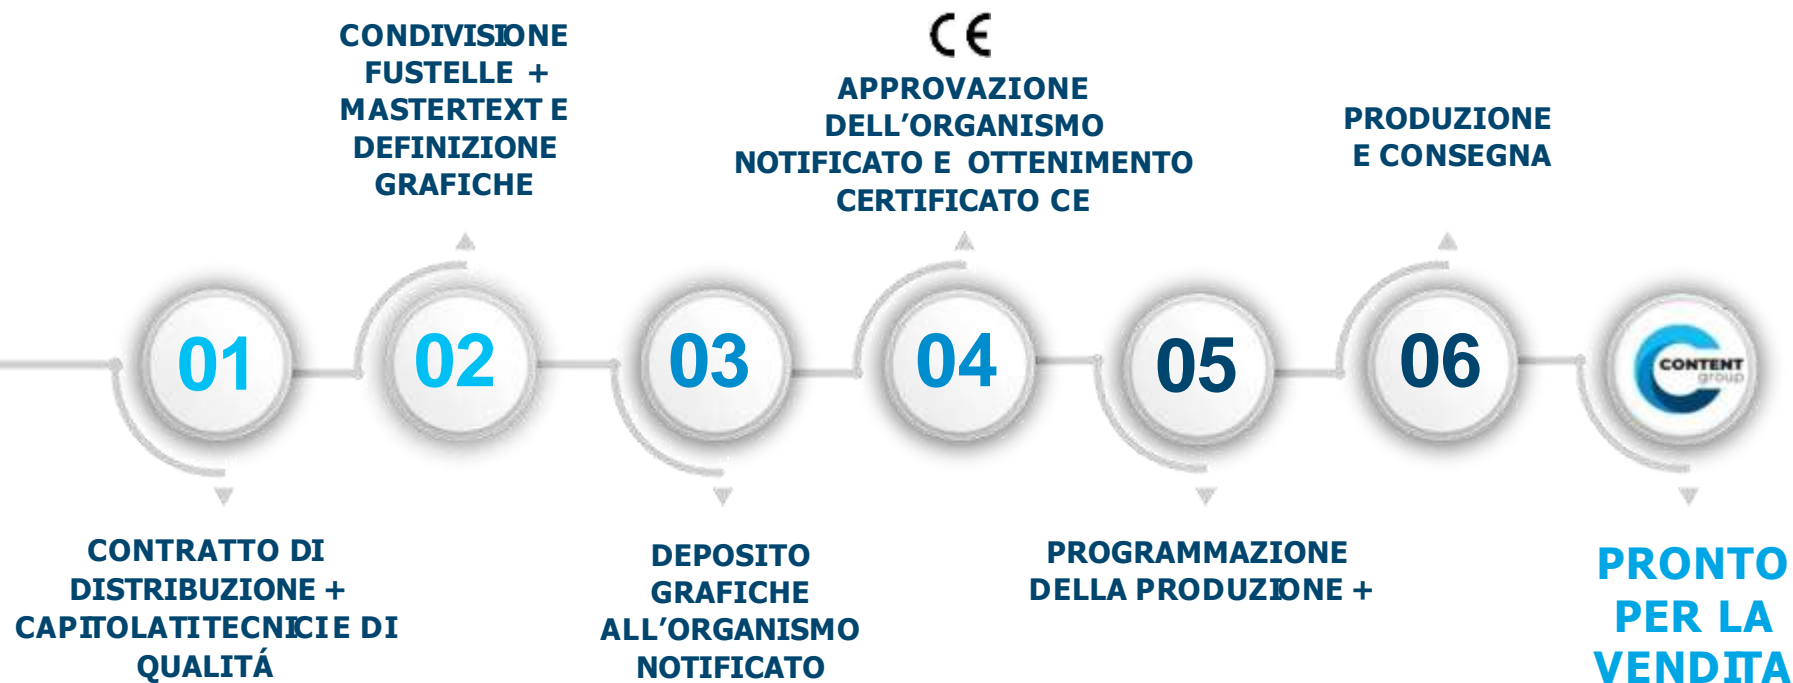 CONDIVISIONE
FUSTELLE +
MASTERTEXT E
DEFINIZIONE
GRAFICHE
CE
APPROVAZIONE
DELL'ORGANISMO
NOTIFICATO E OTTENIMENTO
CERTIFICATO CE
PRODUZIONE
E CONSEGNA
01
02
03
04
05
06
CONTENT
group
CONTRATTO DI
DISTRIBUZIONE +
CAPITOLATI TECNICI E DI
QUALITÁ
DEPOSITO
GRAFICHE
ALL'ORGANISMO
NOTIFICATO
PROGRAMMAZIONE
DELLA PRODUZIONE +
PRONTO
PER LA
VENDITA